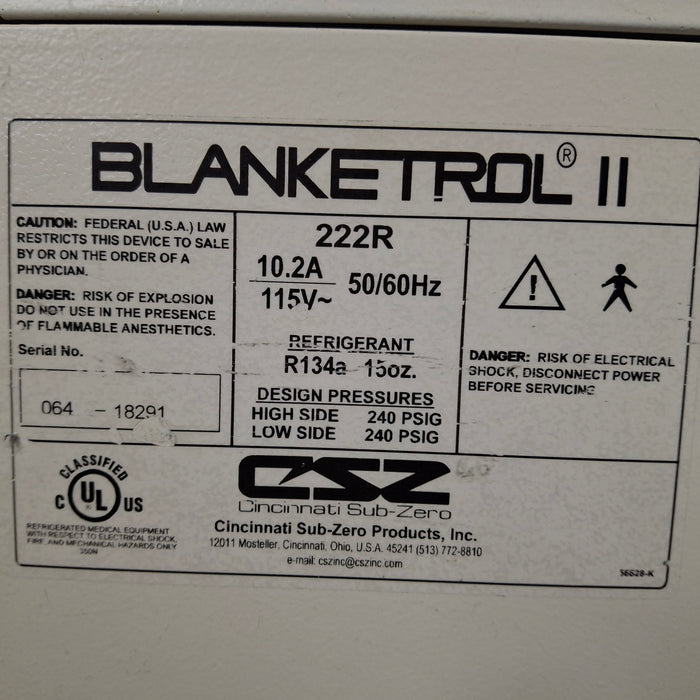 BLANKETROL® II
CAUTION: FEDERAL (U.S.A.) LAW
RESTRICTS THIS DEVICE TO SALE
BY OR ON THE ORDER OF A
PHYSICIAN.
DANGER: RISK OF EXPLOSION
DO NOT USE IN THE PRESENCE
OF FLAMMABLE ANESTHETICS.
Serial No.
064 - 18291
222R
10.2A
115V~
50/60Hz
REFRIGERANT
R134a 15oz.
DESIGN PRESSURES
HIGH SIDE 240 PSIG
LOW SIDE 240 PSIG
DANGER: RISK OF ELECTRICAL
SHOCK, DISCONNECT POWER
BEFORE SERVICING
CLASSIFIED
C UL US
®
REFRIGERATED MEDICAL EQUIPMENT
WITH RESPECT TO ELECTRICAL SHOCK,
FIRE AND MECHANICAL HAZARDS ONLY
350N
CSZ
Cincinnati Sub-Zero
Cincinnati Sub-Zero Products, Inc.
12011 Mosteller, Cincinnati, Ohio, U.S.A. 45241 (513) 772-8810
e-mail: cszinc@cszinc.com
56628-K